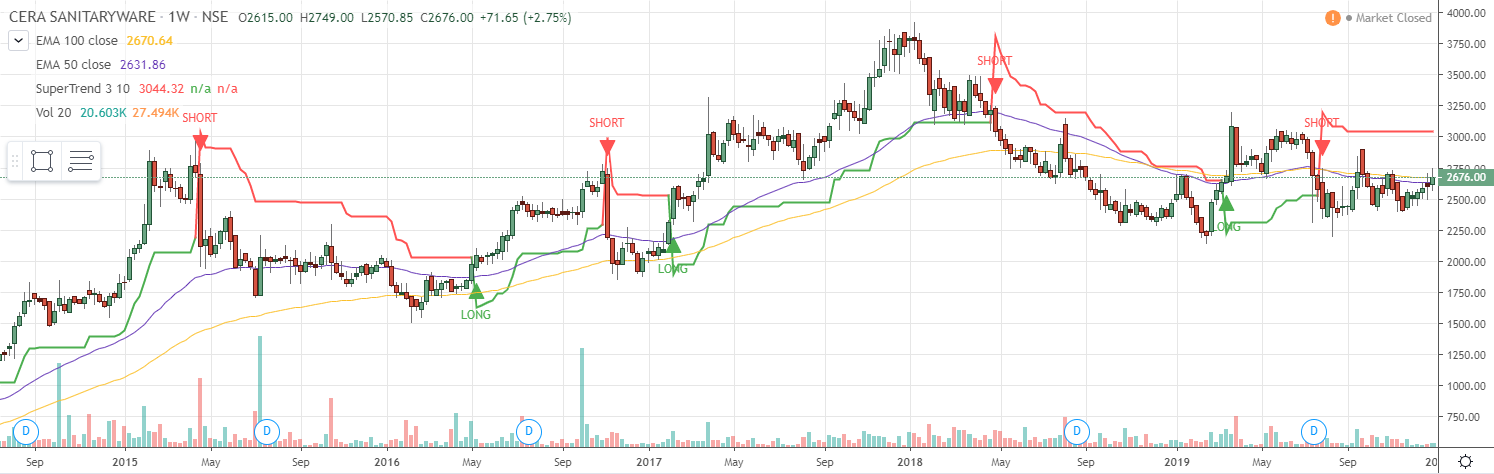 CERA SANITARYWARE · 1W · NSE O2615.00 H2749.00 L2570.85 C2676.00 +71.65 (+2.75%)
! Market Closed
4000.00
EMA 100 close 2670.64
3750.00
EMA 50 close 2631.86
SHORT
3500.00
SuperTrend 3 10 3044.32 n/a n/a
Vol 20 20.603K 27.494K
3250.00
SHORT
SHORT
SHORT
3000.00
2750.00
2676.00
2500.00
LONG
2250.00
LONG
2000.00
1750.00
LONG
1500.00
1250.00
1000.00
750.00
D
D
D
D
D
Sep 2015 May Sep 2016 May Sep 2017 May Sep 2018 May Sep 2019 May Sep 20